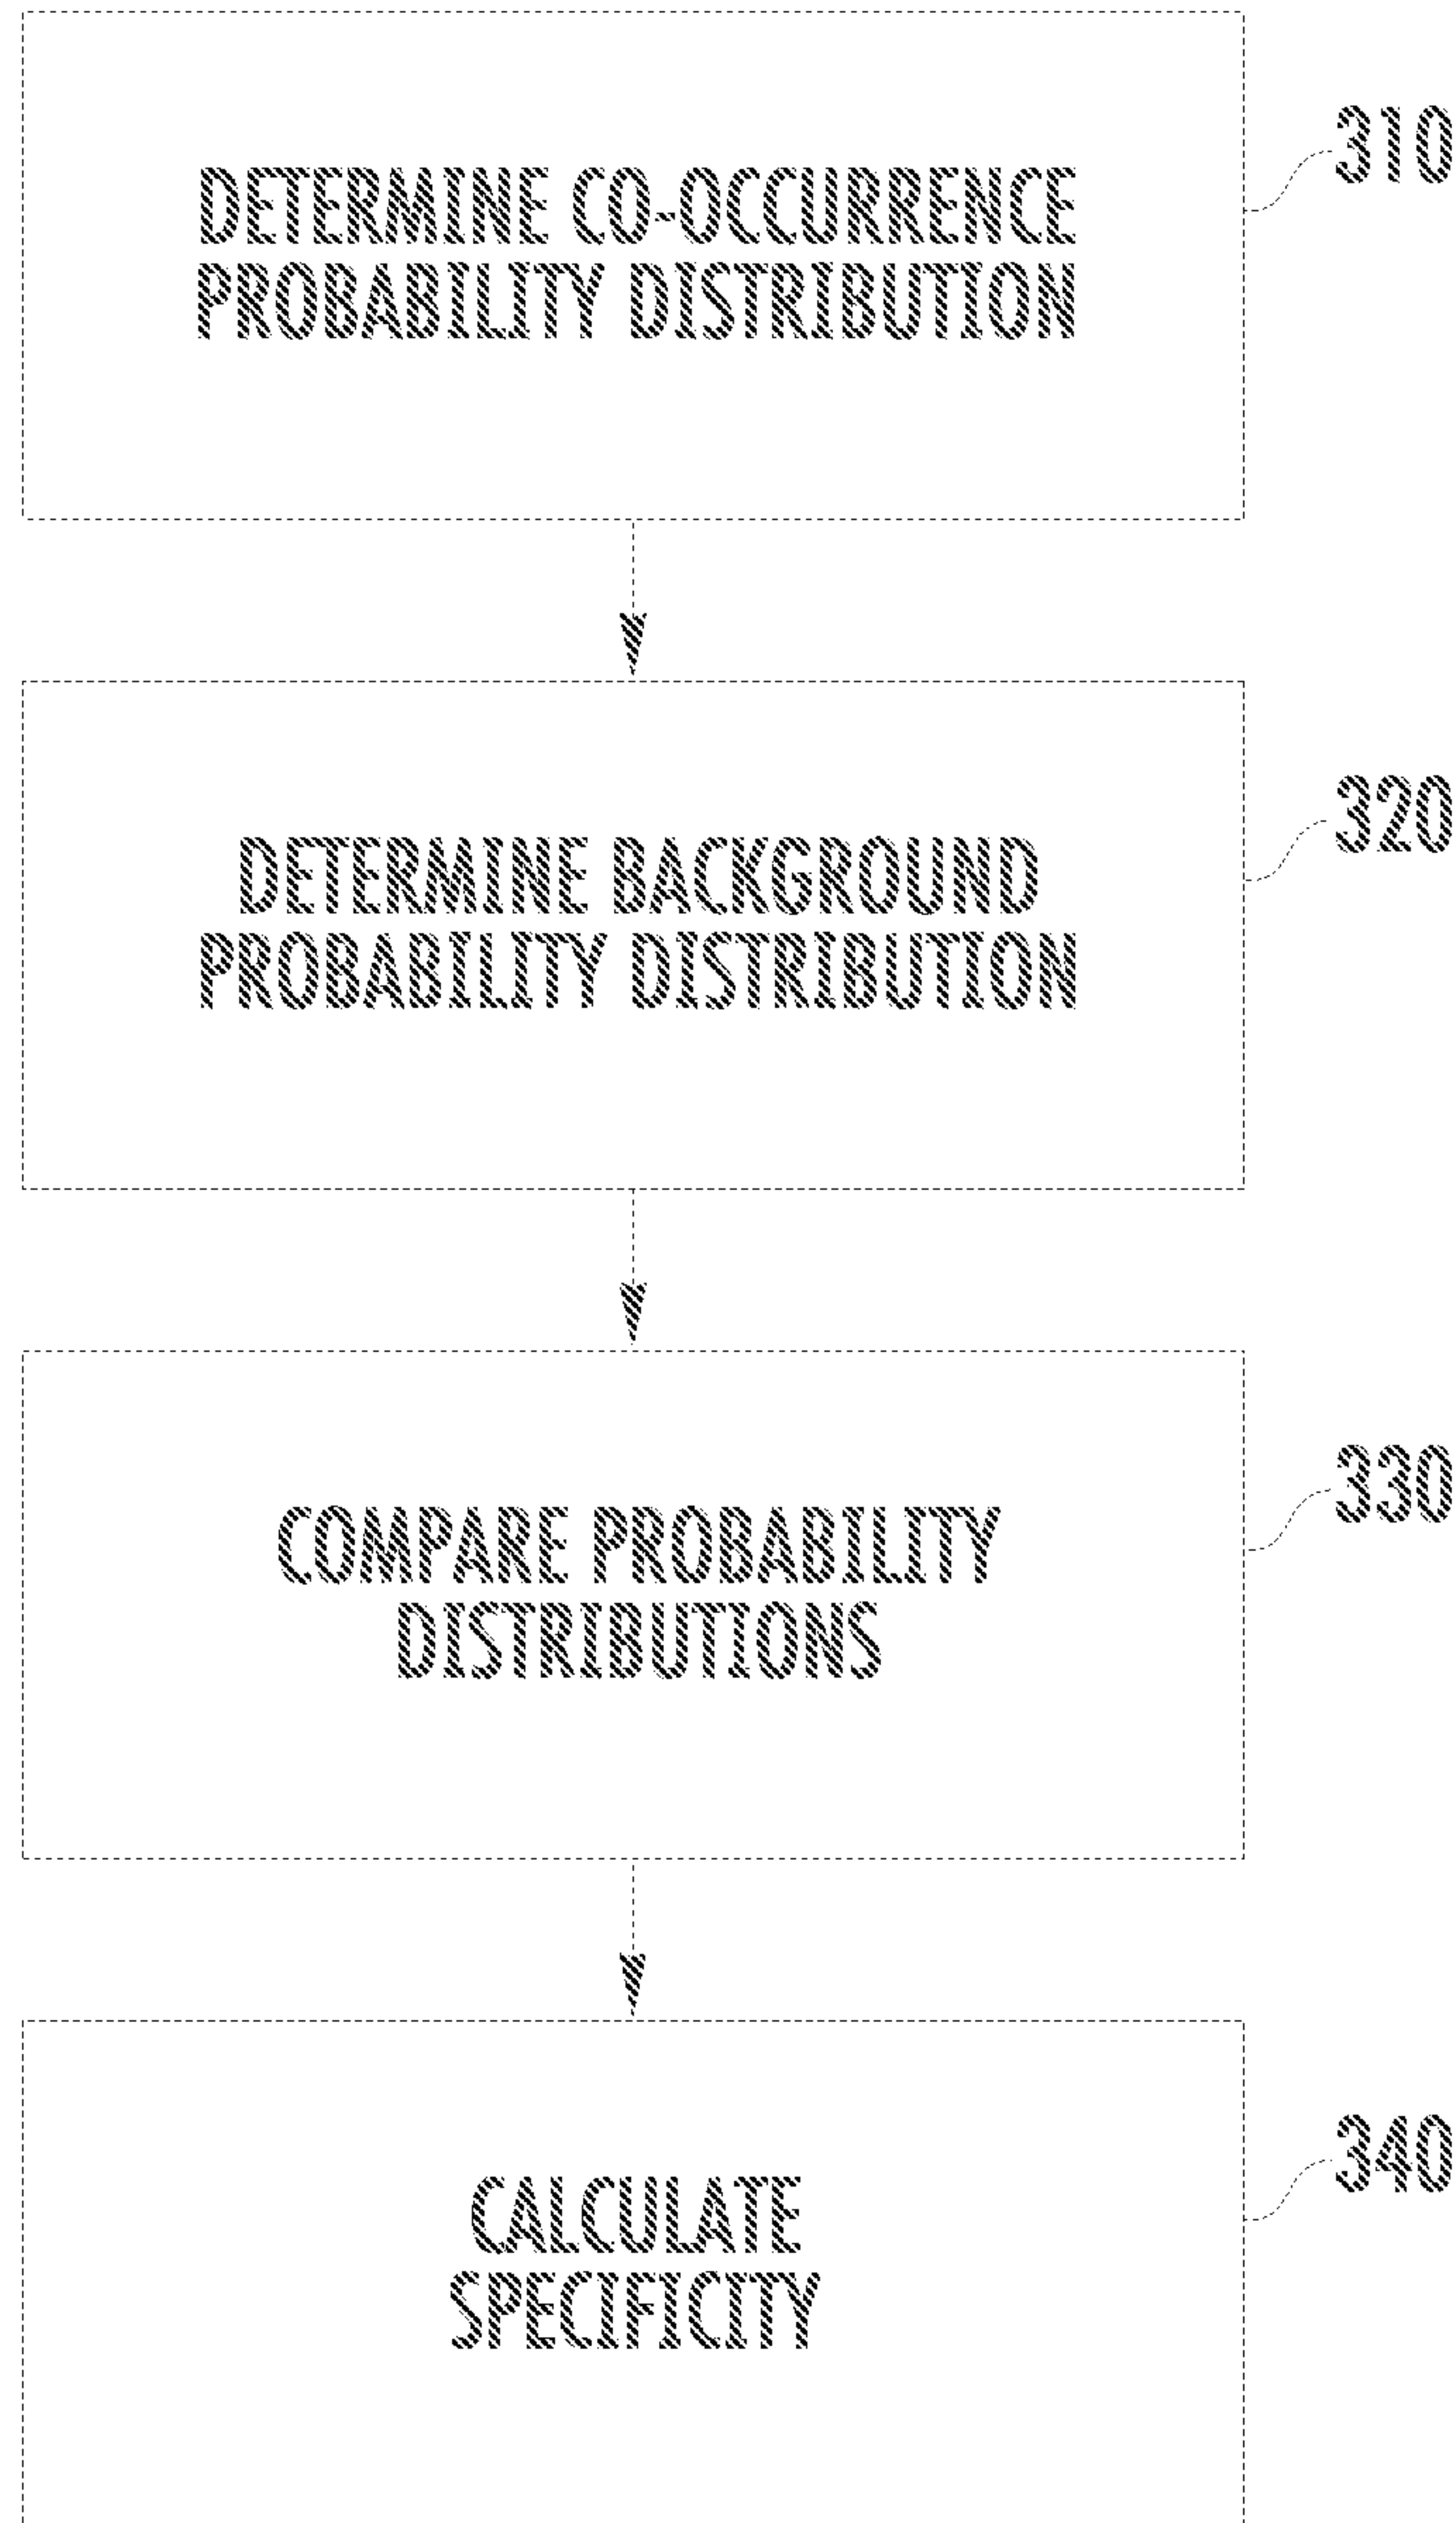 310
DETERMINE CO-OCCURRENCE
PROBABILITY DISTRIBUTION
320
DETERMINE BACKGROUND
PROBABILITY DISTRIBUTION
330
COMPARE PROBABILITY
DISTRIBUTIONS
340
CALCULATE
SPECIFICITY